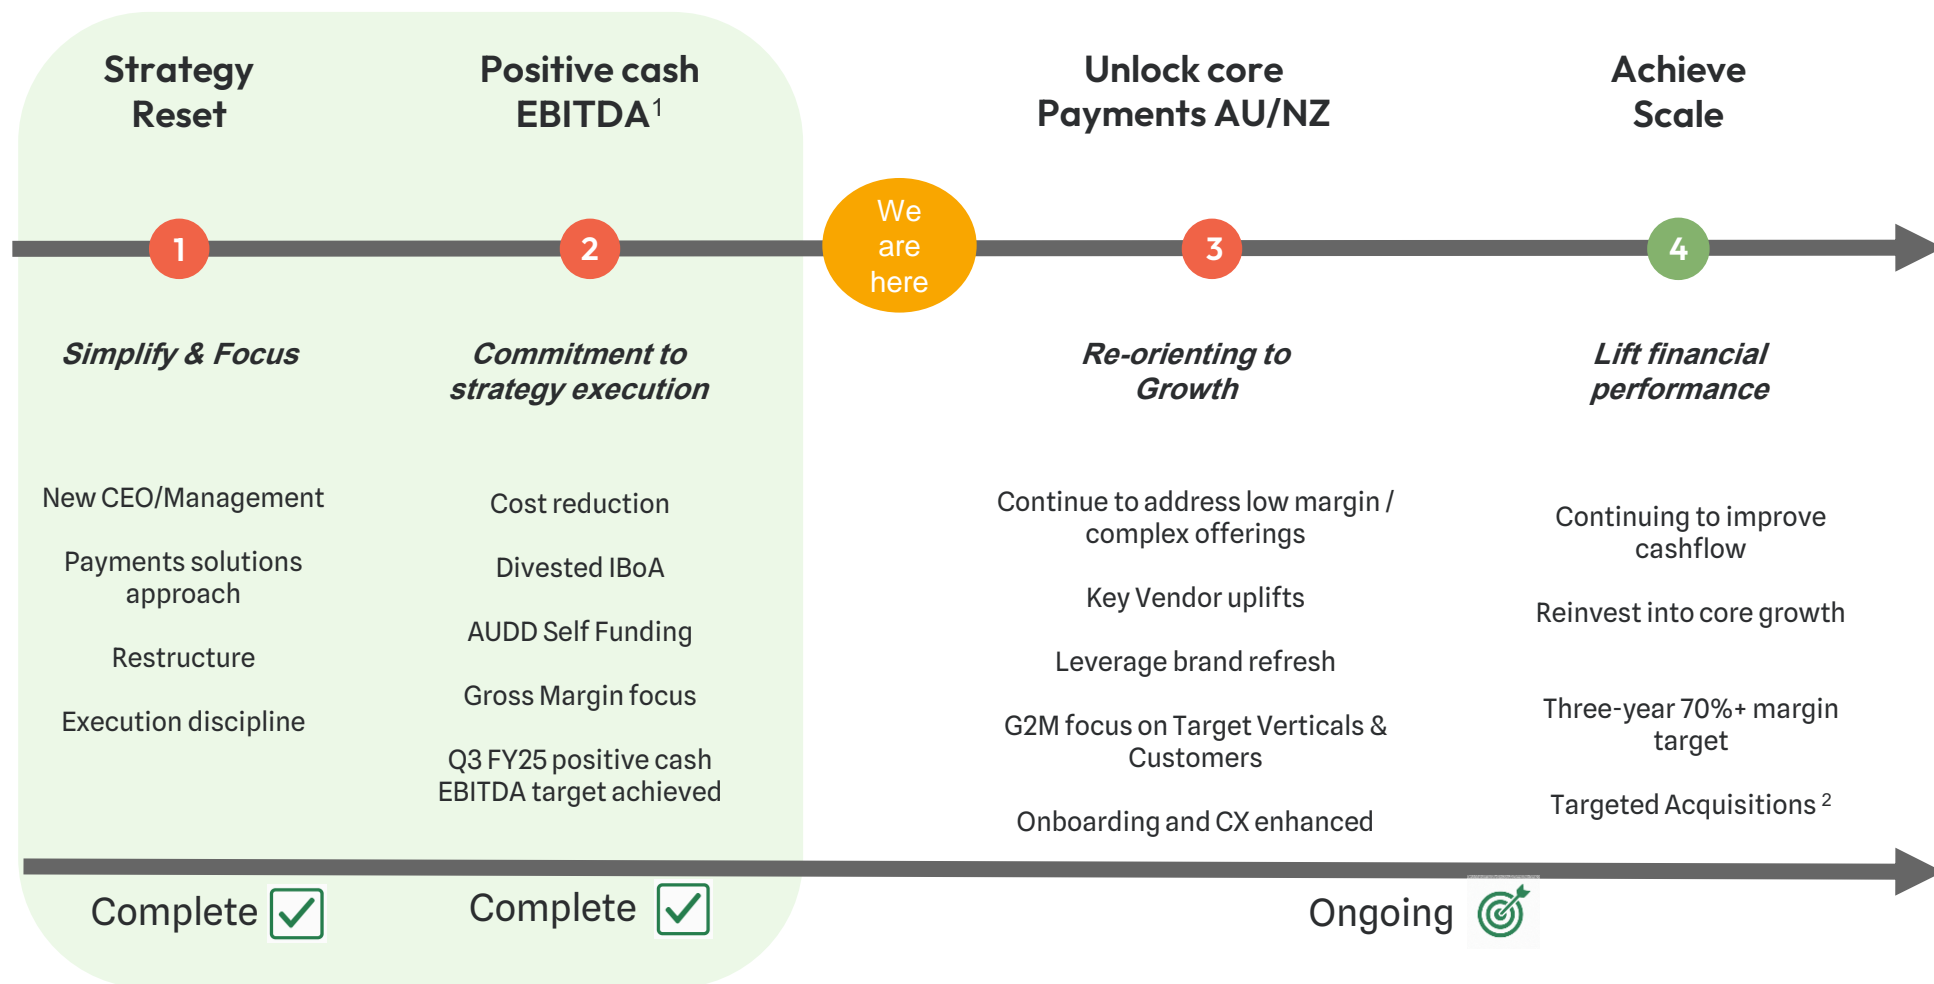 Strategy
Reset
Positive cash
EBITDA¹
Unlock core
Payments AU/NZ
Achieve
Scale
1
2
We
are
here
3
4
Simplify & Focus
Commitment to
strategy execution
Re-orienting to
Growth
Lift financial
performance
New CEO/Management
Payments solutions
approach
Restructure
Execution discipline
Cost reduction
Divested IBoA
AUDD Self Funding
Gross Margin focus
Q3 FY25 positive cash
EBITDA target achieved
Continue to address low margin /
complex offerings
Key Vendor uplifts
Leverage brand refresh
G2M focus on Target Verticals &
Customers
Onboarding and CX enhanced
Continuing to improve
cashflow
Reinvest into core growth
Three-year 70%+ margin
target
Targeted Acquisitions ²
Complete
Complete
Ongoing